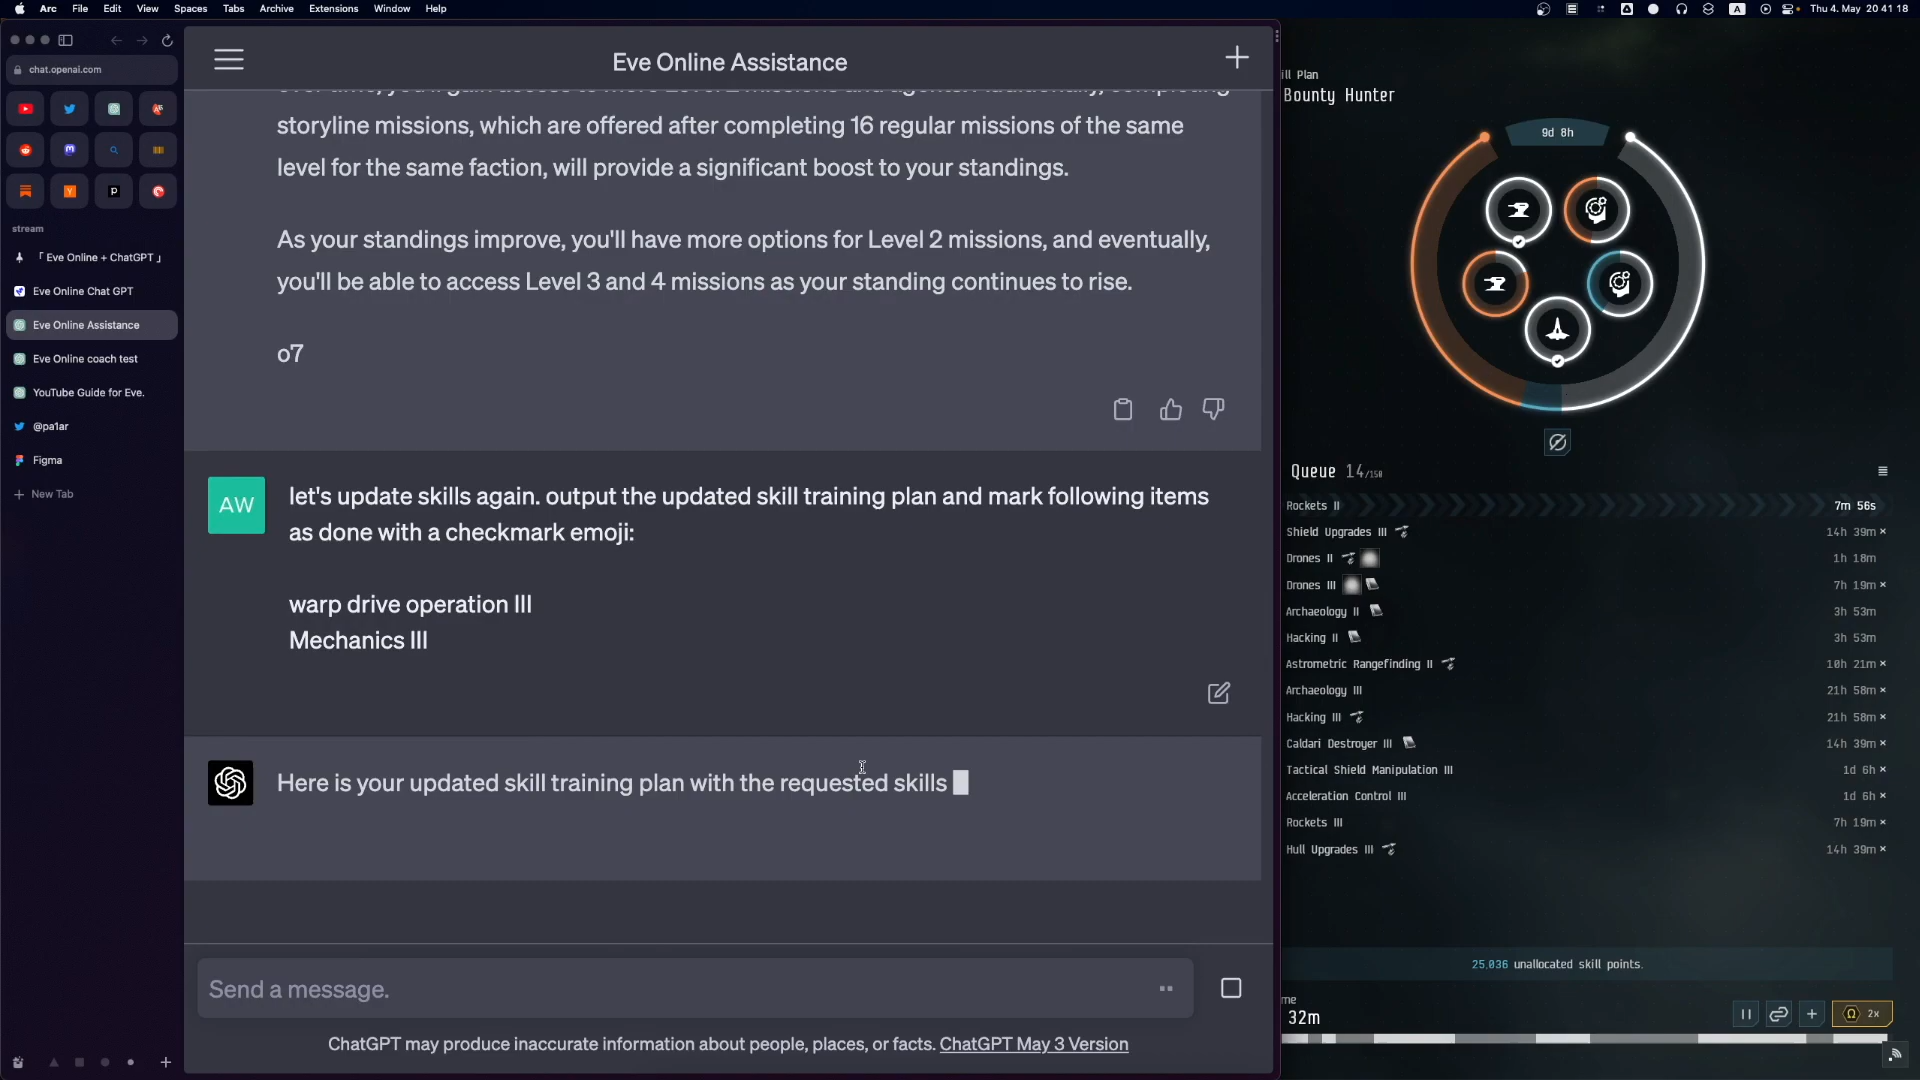 Arc File Edit View Spaces Tabs Archive Extensions Window Help
A Thu 4. May 20 41 18
chat.openai.com
stream
「 Eve Online + ChatGPT 」
Eve Online Chat GPT
Eve Online Assistance
Eve Online coach test
YouTube Guide for Eve.
@pa1ar
Figma
+ New Tab
Eve Online Assistance
storyline missions, which are offered after completing 16 regular missions of the same
level for the same faction, will provide a significant boost to your standings.
As your standings improve, you'll have more options for Level 2 missions, and eventually,
you'll be able to access Level 3 and 4 missions as your standing continues to rise.
o7
AW
let's update skills again. output the updated skill training plan and mark following items
as done with a checkmark emoji:
warp drive operation III
Mechanics III
Here is your updated skill training plan with the requested skills
Send a message.
ChatGPT may produce inaccurate information about people, places, or facts. ChatGPT May 3 Version
ill Plan
Bounty Hunter
9d 8h
Queue 14/150
Rockets II 7m 56s
Shield Upgrades III 14h 39m ×
Drones II 1h 18m
Drones III 7h 19m ×
Archaeology II 3h 53m
Hacking II 3h 53m
Astrometric Rangefinding II 10h 21m ×
Archaeology III 21h 58m ×
Hacking III 21h 58m ×
Caldari Destroyer III 14h 39m ×
Tactical Shield Manipulation III 1d 6h ×
Acceleration Control III 1d 6h ×
Rockets III 7h 19m ×
Hull Upgrades III 14h 39m ×
25.036 unallocated skill points.
me
32m
Ω 2x